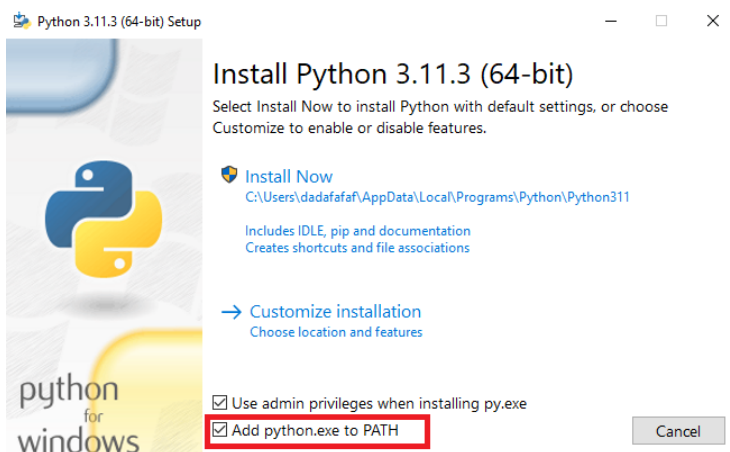 Python 3.11.3 (64-bit) Setup
Install Python 3.11.3 (64-bit)
Select Install Now to install Python with default settings, or choose
Customize to enable or disable features.
Install Now
C:\Users\dadafafaf\AppData\Local\Programs\Python\Python311
Includes IDLE, pip and documentation
Creates shortcuts and file associations
Customize installation
Choose location and features
python
for
windows
Use admin privileges when installing py.exe
Add python.exe to PATH
Cancel